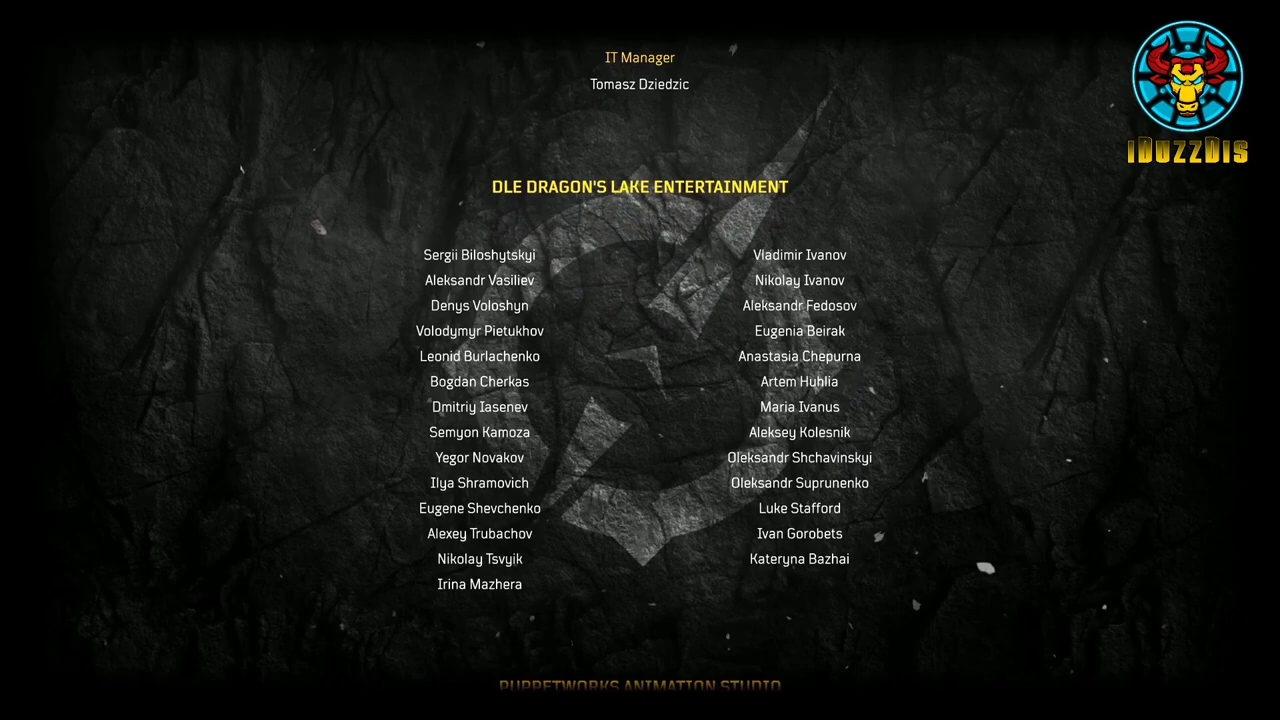 IT Manager
Tomasz Dziedzic
iDuzzDis
DLE DRAGON'S LAKE ENTERTAINMENT
Sergii Biloshytskyi
Aleksandr Vasiliev
Denys Voloshyn
Volodymyr Pietukhov
Leonid Burlachenko
Bogdan Cherkas
Dmitriy Iasenev
Semyon Kamoza
Yegor Novakov
Ilya Shramovich
Eugene Shevchenko
Alexey Trubachov
Nikolay Tsvyik
Irina Mazhera
Vladimir Ivanov
Nikolay Ivanov
Aleksandr Fedosov
Eugenia Beirak
Anastasia Chepurna
Artem Huhlia
Maria Ivanus
Aleksey Kolesnik
Oleksandr Shchavinskyi
Oleksandr Suprunenko
Luke Stafford
Ivan Gorobets
Kateryna Bazhai
PUPPETWORKS ANIMATION STUDIO